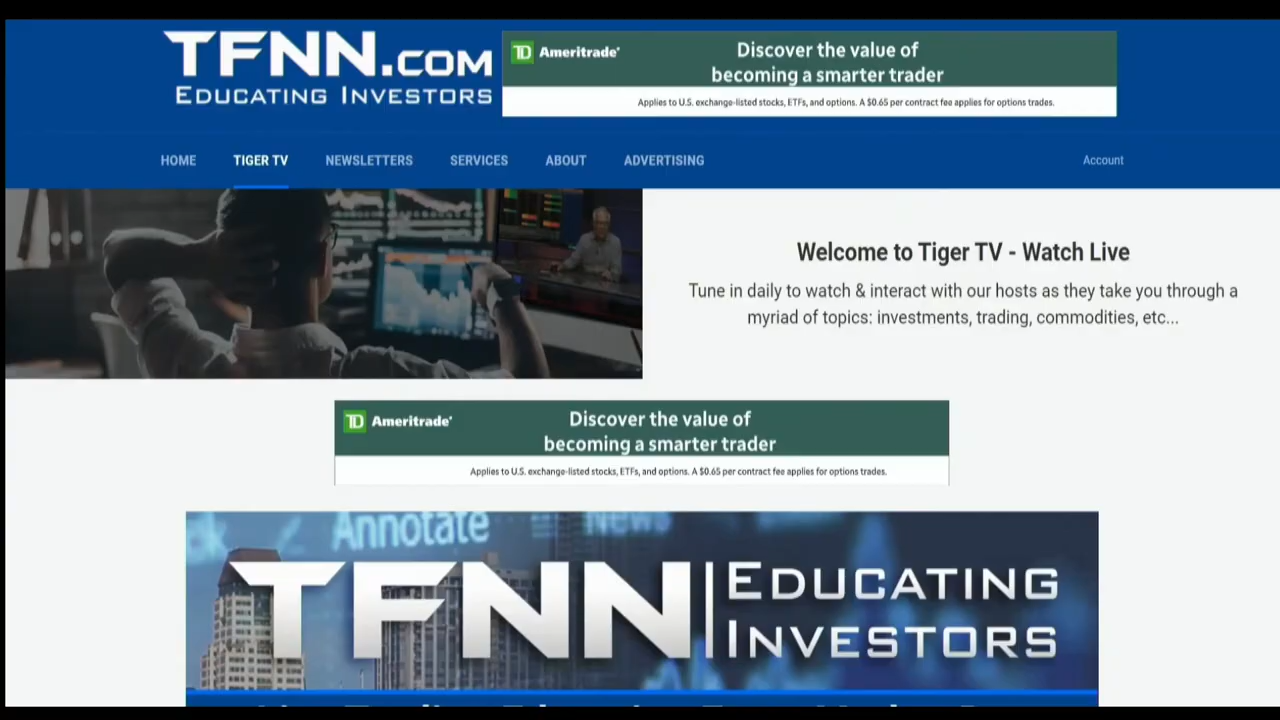 TFNN.COM
EDUCATING INVESTORS
TD Ameritrade
Discover the value of
becoming a smarter trader
Applies to U.S. exchange-listed stocks, ETFs, and options. A $0.65 per contract fee applies for options trades.
HOME TIGER TV NEWSLETTERS SERVICES ABOUT ADVERTISING Account
Welcome to Tiger TV - Watch Live
Tune in daily to watch & interact with our hosts as they take you through a
myriad of topics: investments, trading, commodities, etc...
TD Ameritrade
Discover the value of
becoming a smarter trader
Applies to U.S. exchange-listed stocks, ETFs, and options. A $0.65 per contract fee applies for options trades.
Annotate News
TFNN EDUCATING
INVESTORS